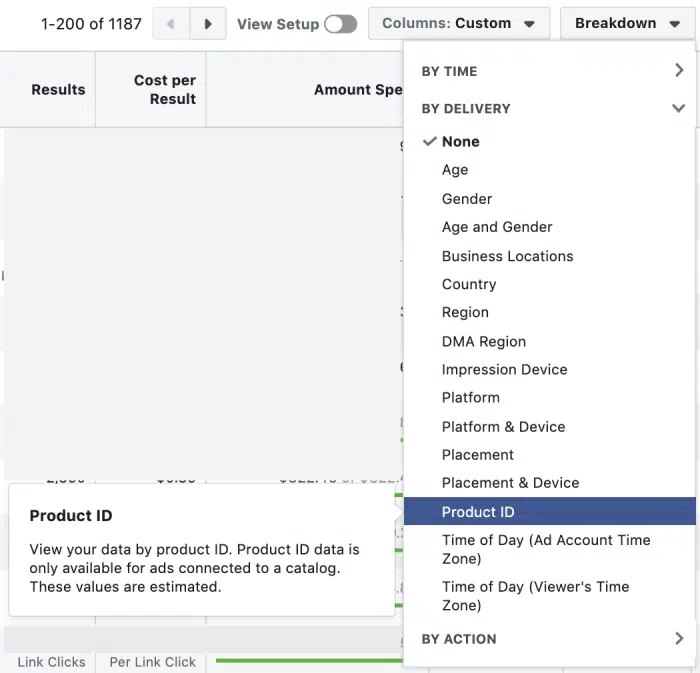 1-200 of 1187
View Setup
Columns: Custom
Breakdown
Results
Cost per
Result
Amount Spe
BY TIME
BY DELIVERY
None
Age
Gender
Age and Gender
Business Locations
Country
Region
DMA Region
Impression Device
Platform
Platform & Device
Placement
Placement & Device
Product ID
Time of Day (Ad Account Time
Zone)
Time of Day (Viewer's Time
Zone)
BY ACTION
Product ID
View your data by product ID. Product ID data is
only available for ads connected to a catalog.
These values are estimated.
Link Clicks
Per Link Click